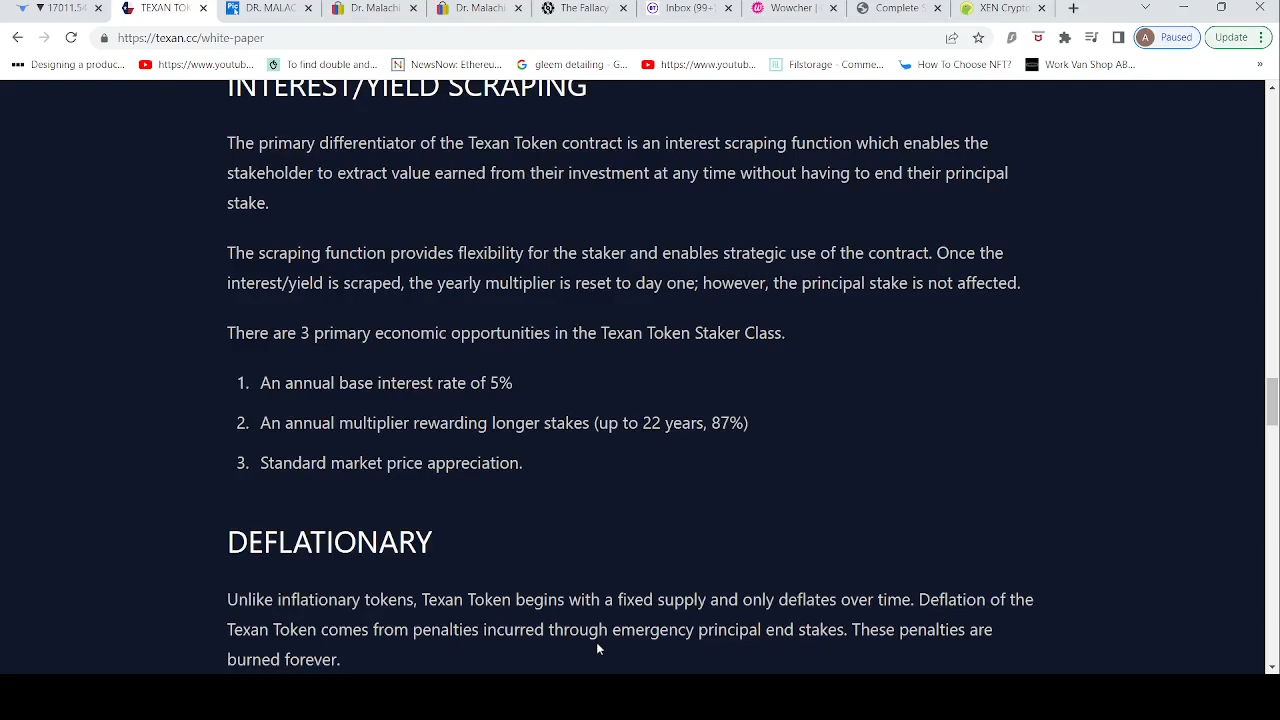 17011.54
TEXAN TOK
DR. MALAC
Dr. Malachi
Dr. Malachi
The Fallacy
Inbox (99+)
Wowcher |
Complete S
XEN Crypto
https://texan.cc/white-paper
A Paused
Update
Designing a produc...
https://www.youtub...
To find double and...
NewsNow: Ethereu...
gleem detailing - G...
https://www.youtub...
Filstorage - Comme...
How To Choose NFT?
Work Van Shop AB...
»
INTEREST/YIELD SCRAPING
The primary differentiator of the Texan Token contract is an interest scraping function which enables the
stakeholder to extract value earned from their investment at any time without having to end their principal
stake.
The scraping function provides flexibility for the staker and enables strategic use of the contract. Once the
interest/yield is scraped, the yearly multiplier is reset to day one; however, the principal stake is not affected.
There are 3 primary economic opportunities in the Texan Token Staker Class.
1. An annual base interest rate of 5%
2. An annual multiplier rewarding longer stakes (up to 22 years, 87%)
3. Standard market price appreciation.
DEFLATIONARY
Unlike inflationary tokens, Texan Token begins with a fixed supply and only deflates over time. Deflation of the
Texan Token comes from penalties incurred through emergency principal end stakes. These penalties are
burned forever.